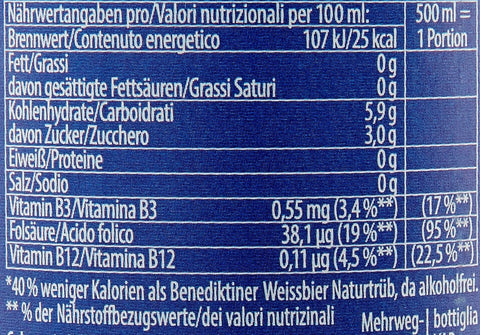 Nährwertangaben pro/Valori nutrizionali per 100 ml: 500 ml =
Brennwert/Contenuto energetico 107 kJ/25 kcal 1 Portion
Fett/Grassi 0 g
davon gesättigte Fettsäuren/Grassi Saturi 0 g
Kohlenhydrate/Carboidrati 5,9 g
davon Zucker/Zucchero 3,0 g
Eiweiß/Proteine 0 g
Salz/Sodio 0 g
Vitamin B3/Vitamina B3 0,55 mg (3,4 %**) (17 %**)
Folsäure/Acido folico 38,1 µg (19 %**) (95 %**)
Vitamin B12/Vitamina B12 0,11 µg (4,5 %**) (22,5 %**)
*40 % weniger Kalorien als Benediktiner Weissbier Naturtrüb, da alkoholfrei.
** % der Nährstoffbezugswerte/dei valori nutrizinali
Mehrweg-| bottiglia